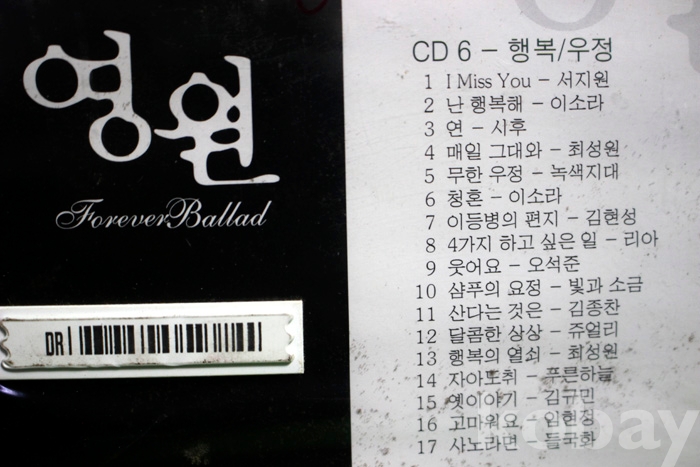 영원
Forever Ballad
DR
CD 6 - 행복/우정
1 I Miss You - 서지원
2 난 행복해 - 이소라
3 연 - 시후
4 매일 그대와 - 최성원
5 무한 우정 - 녹색지대
6 청혼 - 이소라
7 이등병의 편지 - 김현성
8 4가지 하고 싶은 일 - 리아
9 웃어요 - 오석준
10 샴푸의 요정 - 빛과 소금
11 산다는 것은 - 김종찬
12 달콤한 상상 - 쥬얼리
13 행복의 열쇠 - 최성원
14 자아도취 - 푸른하늘
15 옛이야기 - 김규민
16 고마워요 - 임현정
17 사노라면 - 들국화
kobay